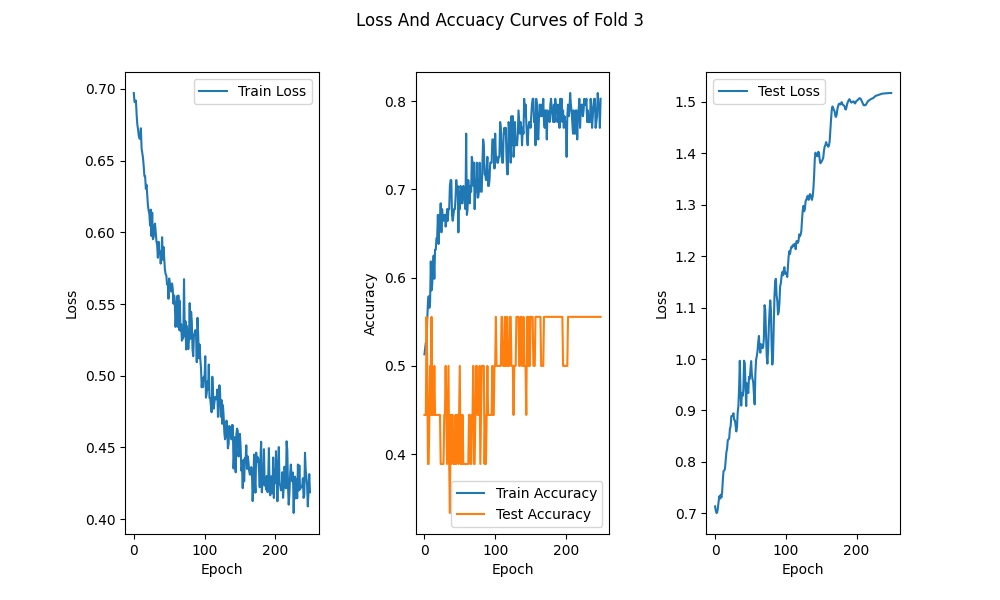 Loss And Accuacy Curves of Fold 3
0.70
0.65
0.60
0.55
0.50
0.45
0.40
Loss
Train Loss
0 100 200
Epoch
0.8
0.7
0.6
0.5
0.4
Accuracy
Train Accuracy
Test Accuracy
0 100 200
Epoch
1.5
1.4
1.3
1.2
1.1
1.0
0.9
0.8
0.7
Loss
Test Loss
0 100 200
Epoch